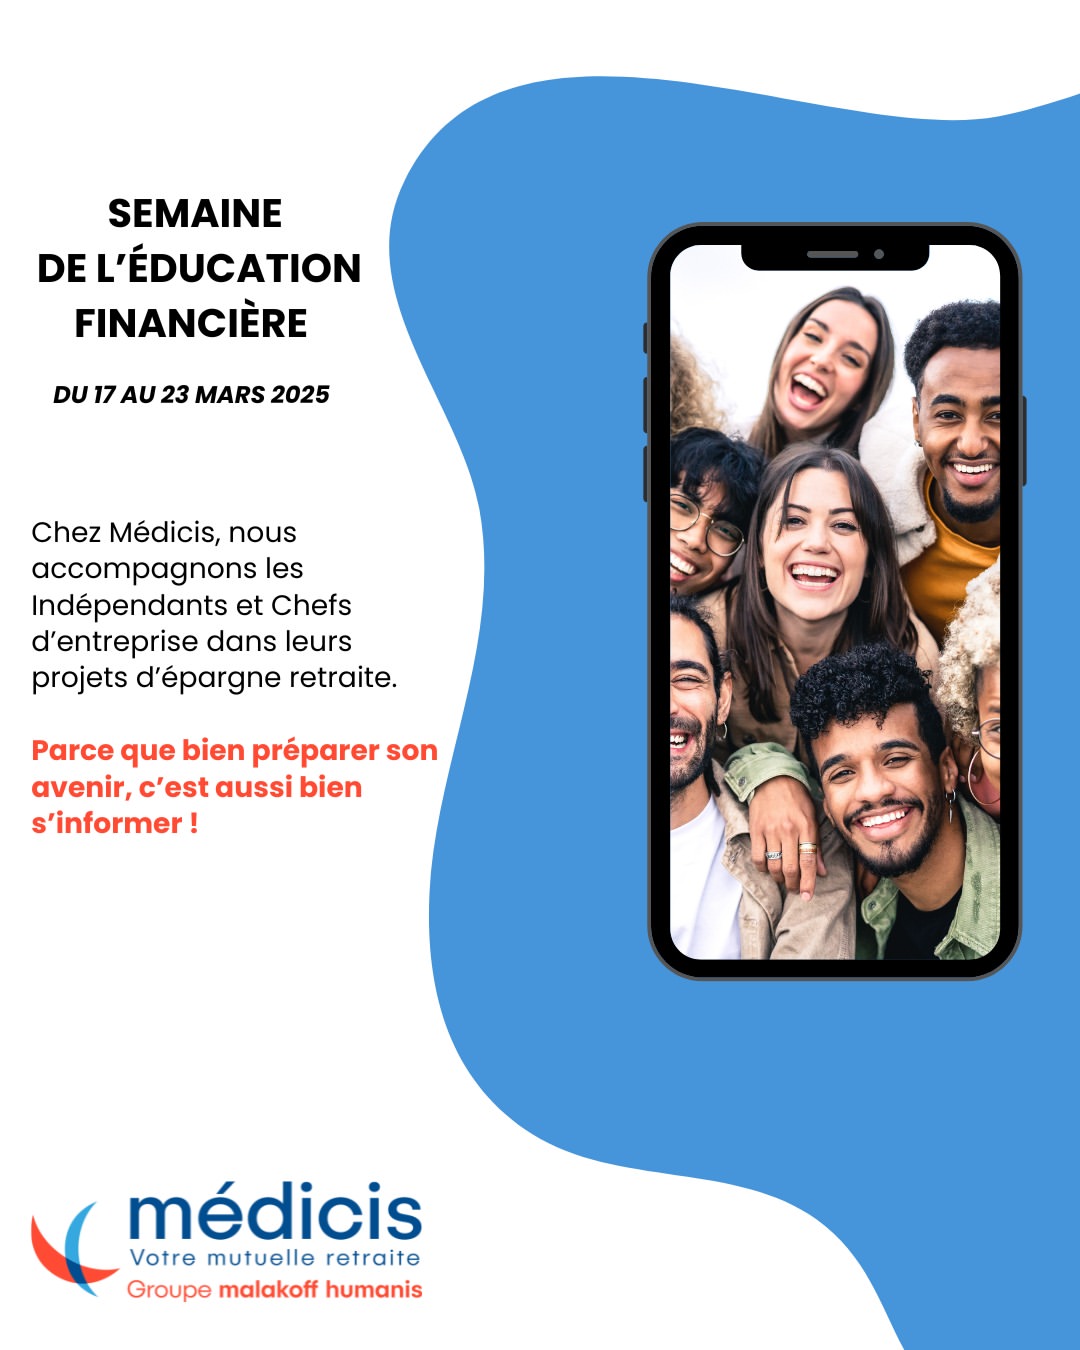 SEMAINE
DE L’ÉDUCATION
FINANCIÈRE
DU 17 AU 23 MARS 2025
Chez Médicis, nous
accompagnons les
Indépendants et Chefs
d’entreprise dans leurs
projets d’épargne retraite.
Parce que bien préparer son
avenir, c’est aussi bien
s’informer !
médicis
Votre mutuelle retraite
Groupe malakoff humanis